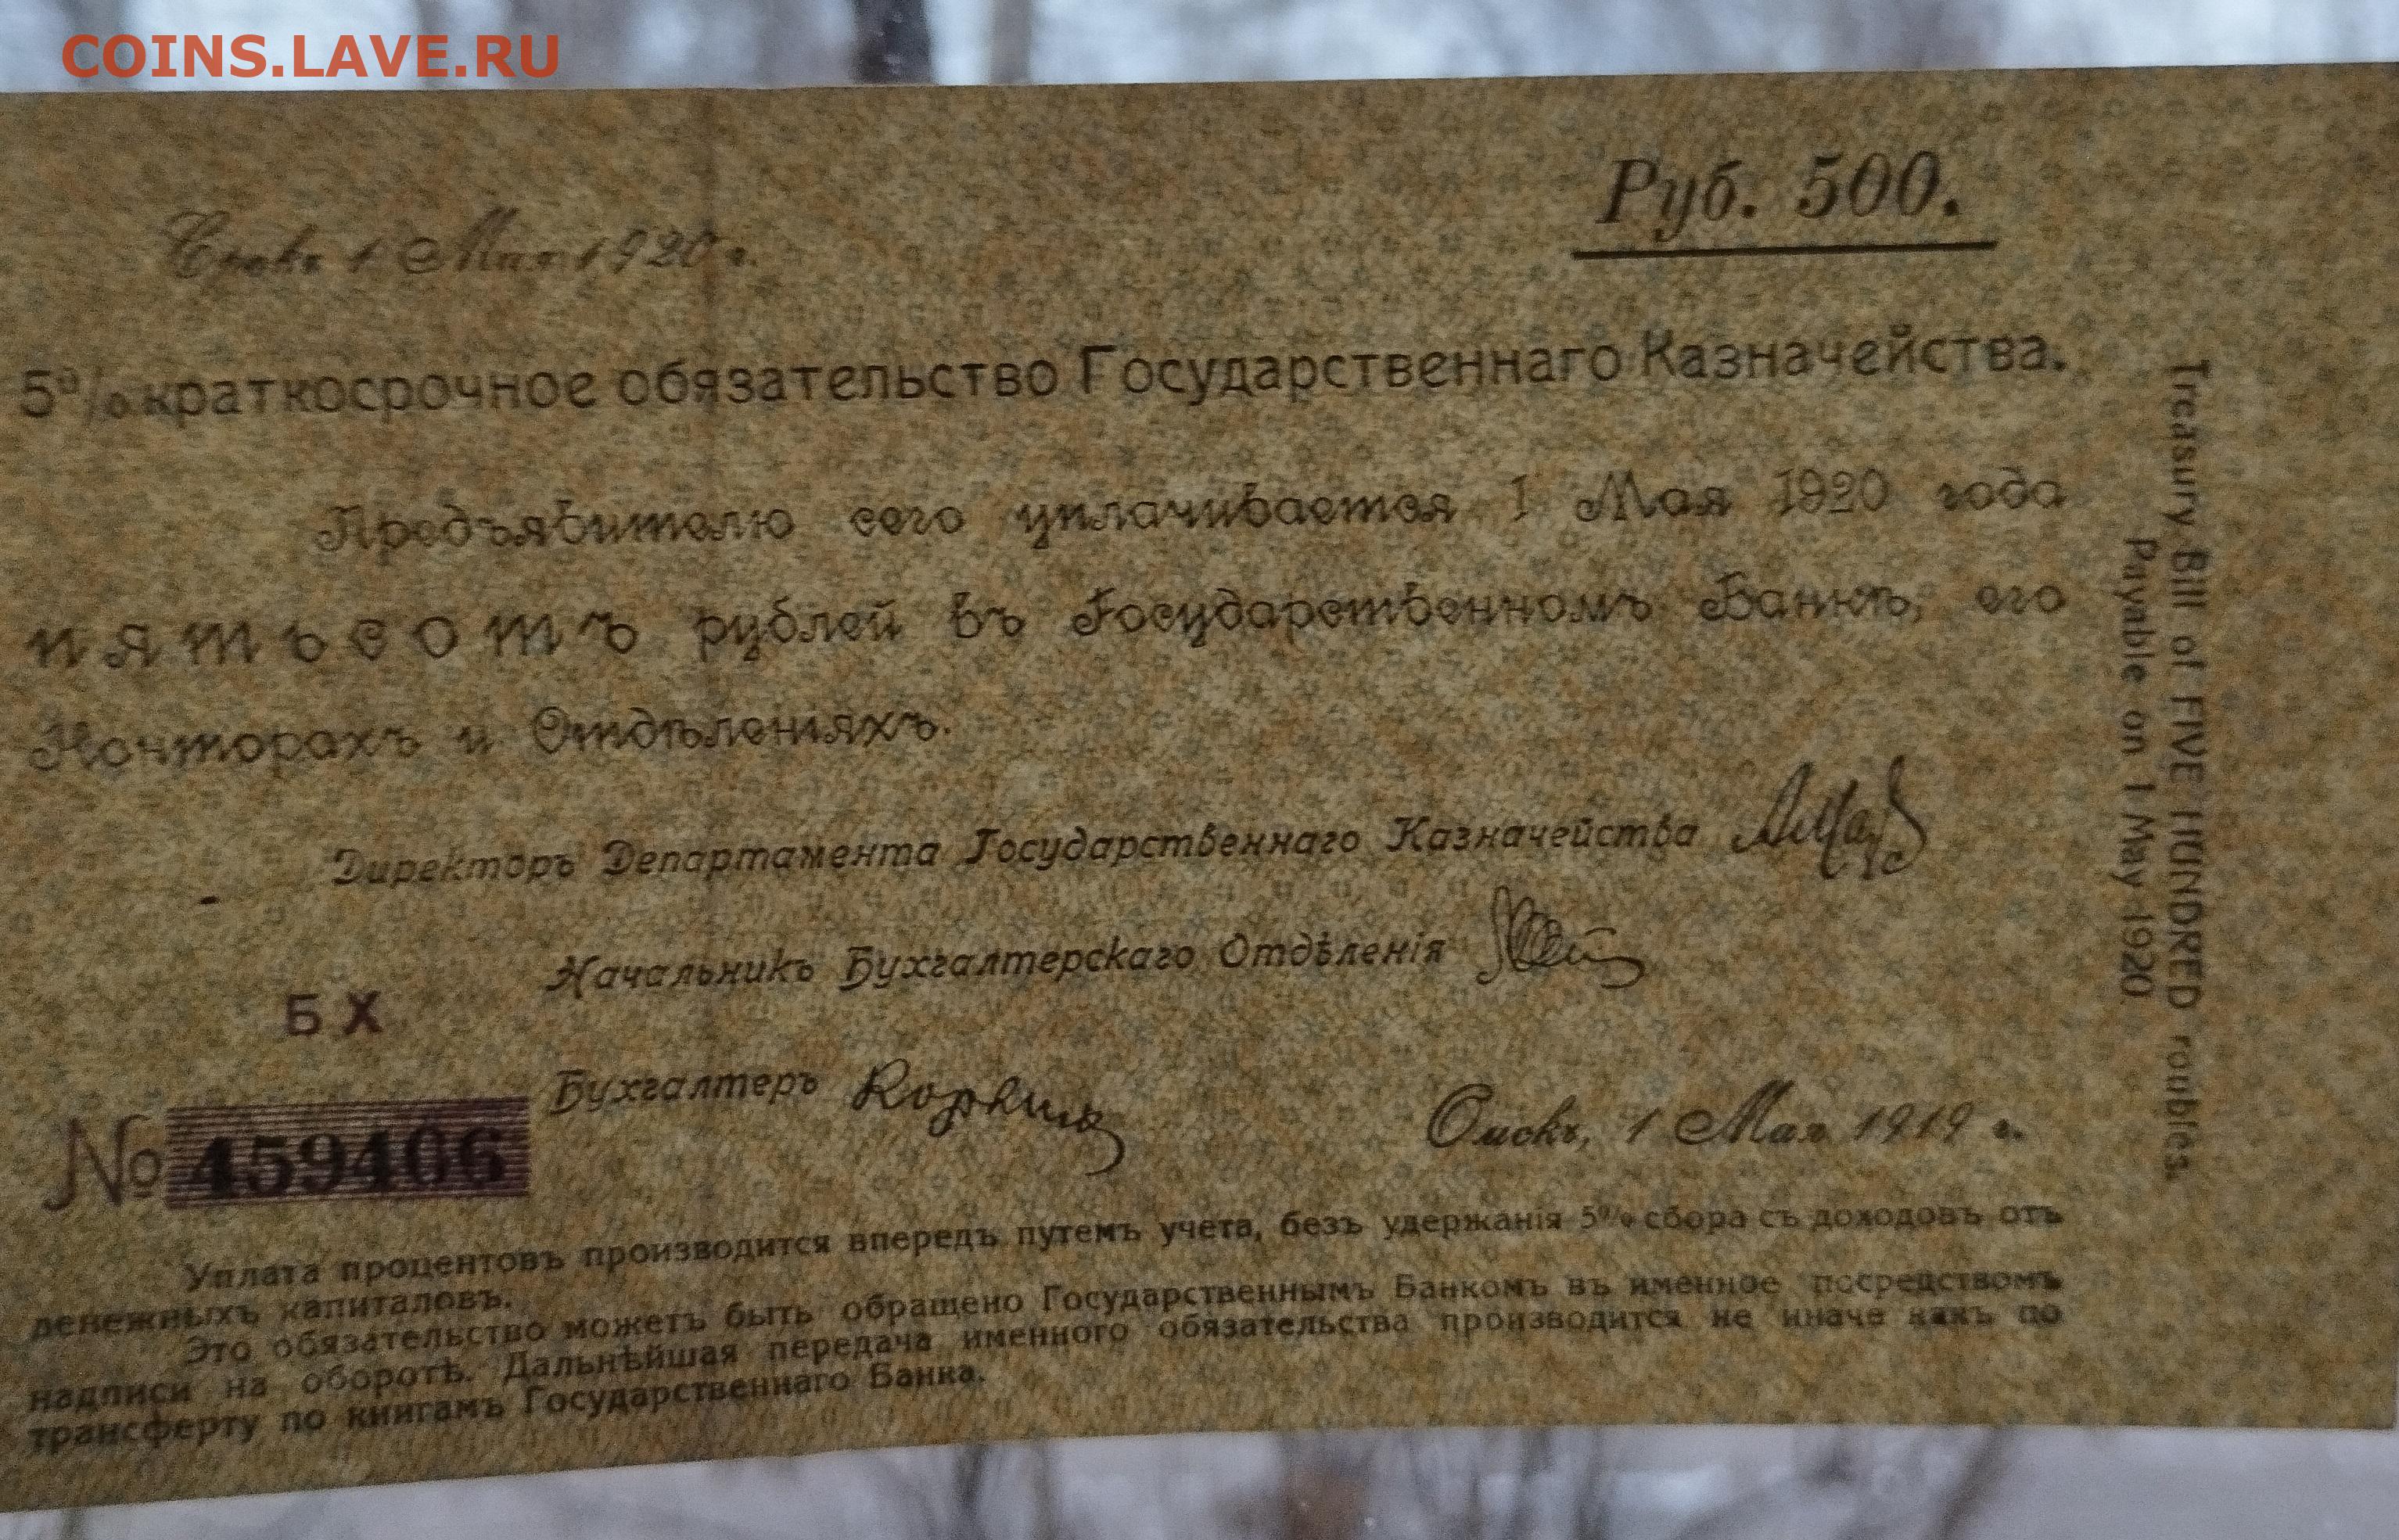 COINS.LAVE.RU
Руб. 500.
Срокъ 1 Мая 1920 г.
5% краткосрочное обязательство Государственнаго Казначейства.
Предъявителю сего уплачивается 1 Мая 1920 года
пятьсотъ рублей въ Государственномъ Банкѣ, его
Конторахъ и Отдѣленіяхъ.
Директоръ Департамента Государственнаго Казначейства
Начальникъ Бухгалтерскаго Отдѣленія
БХ
Бухгалтеръ
Омскъ, 1 Мая 1919 г.
№ 459406
Уплата процентовъ производится впередъ путемъ учета, безъ удержанія 5% сбора съ доходовъ отъ
денежныхъ капиталовъ.
Это обязательство можетъ быть обращено Государственнымъ Банкомъ въ именное посредствомъ
надписи на оборотѣ. Дальнѣйшая передача именного обязательства производится не иначе какъ по
трансферту по книгамъ Государственнаго Банка.
Treasury Bill of FIVE HUNDRED roubles.
Payable on 1 May 1920.